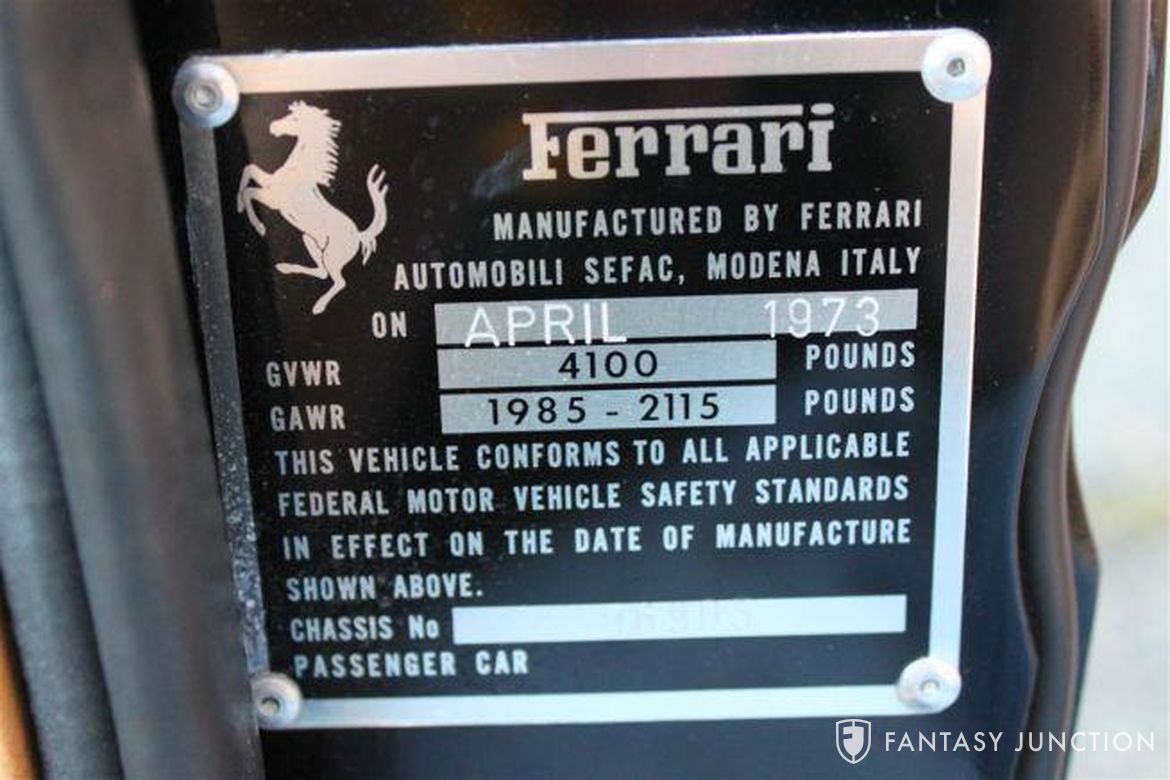 Ferrari
MANUFACTURED BY FERRARI
AUTOMOBILI SEFAC, MODENA ITALY
ON APRIL 1973
GVWR 4100 POUNDS
GAWR 1985 - 2115 POUNDS
THIS VEHICLE CONFORMS TO ALL APPLICABLE
FEDERAL MOTOR VEHICLE SAFETY STANDARDS
IN EFFECT ON THE DATE OF MANUFACTURE
SHOWN ABOVE.
CHASSIS No
PASSENGER CAR
FANTASY JUNCTION